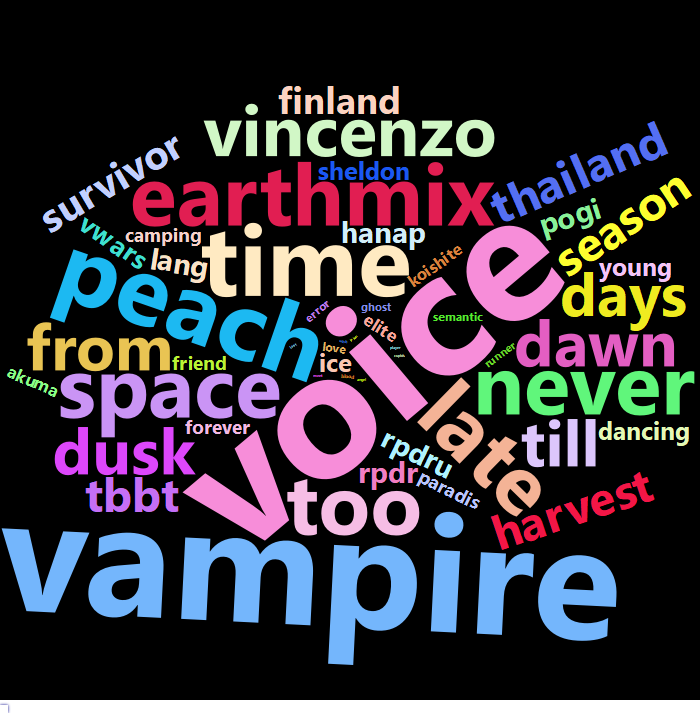 finland
vincenzo
survivor
sheldon
thailand
earthmix
pogi
season
vwars
camping
hanap
time
lang
koishite
young
peach
voice
days
error
ghost
semantic
elite
from
friend
love
ice
runner
dawn
akuma
space
never
late
forever
till
dancing
dusk
rpdru
rpdr
paradis
tbbt
too
harvest
vampire